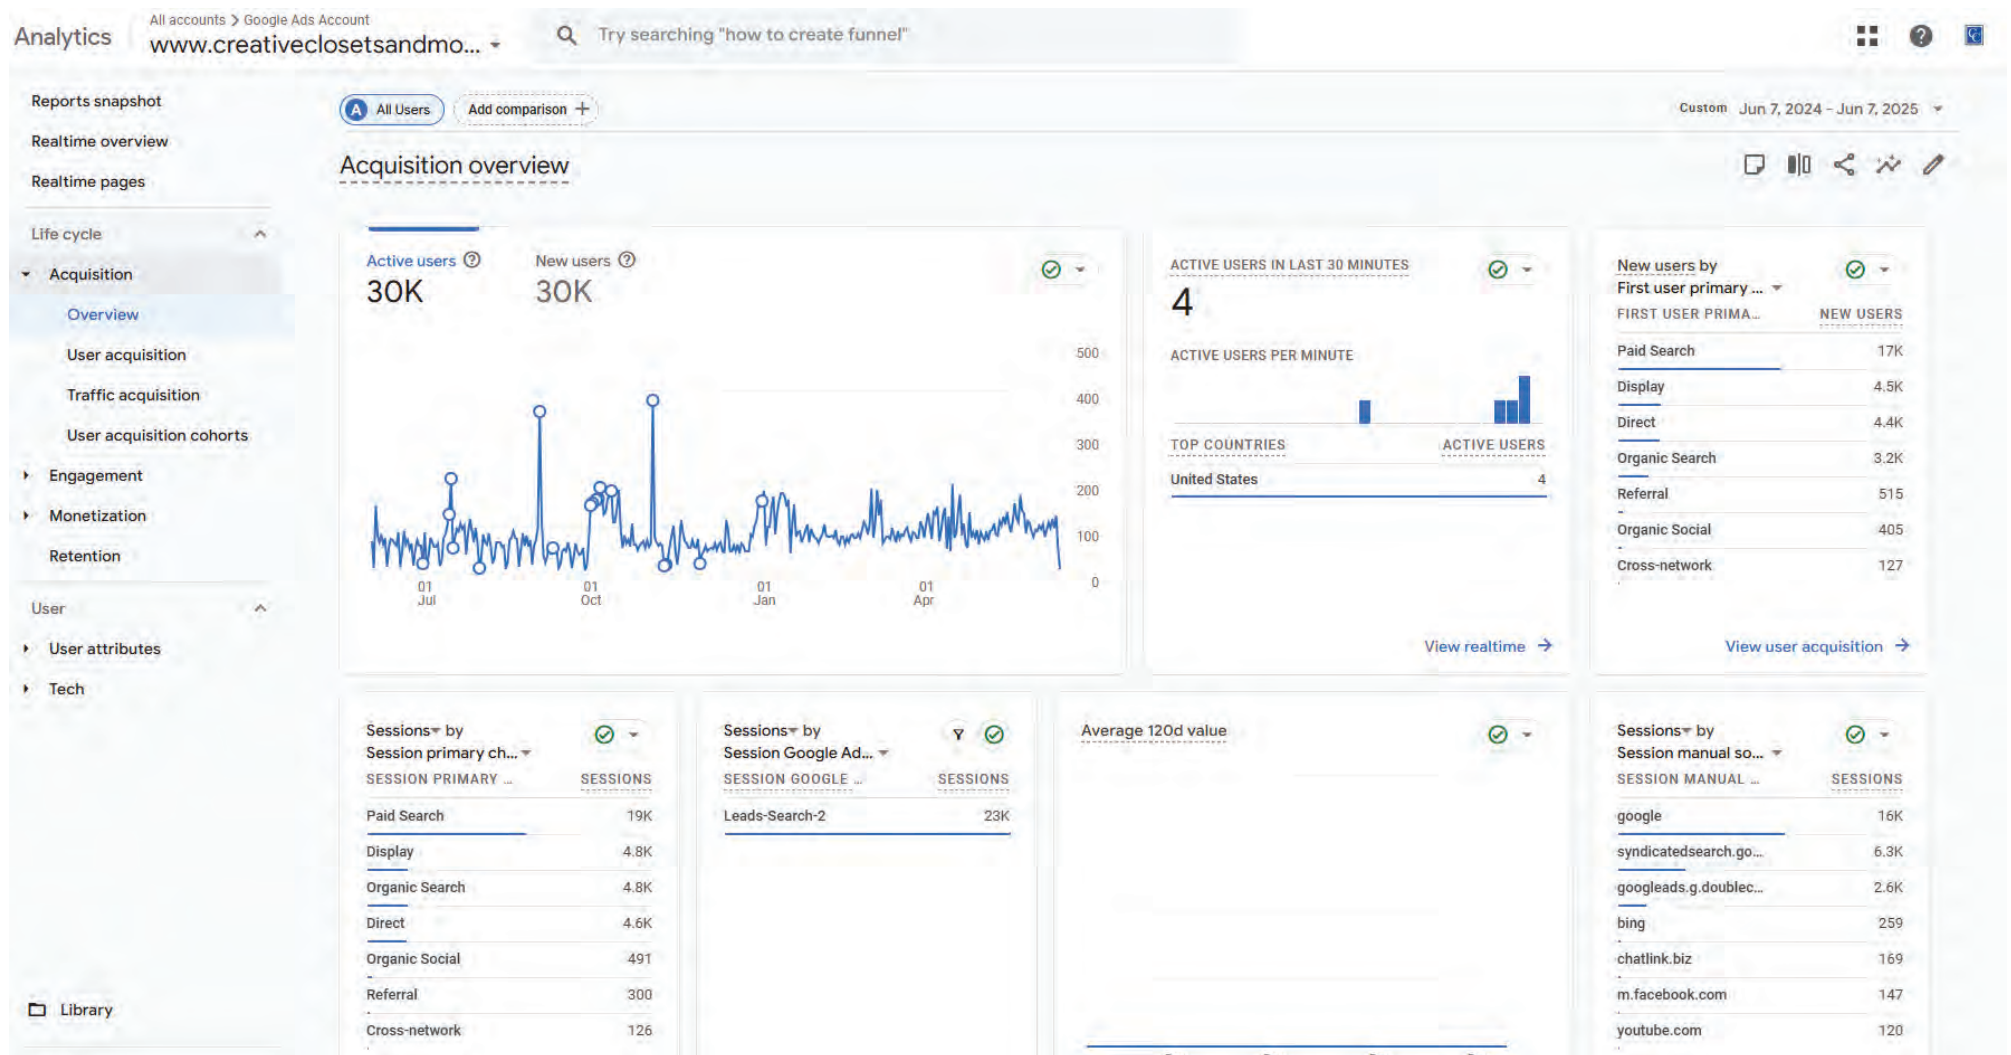 All accounts > Google Ads Account
Analytics
www.creativeclosetsandmo...
Try searching "how to create funnel"
Reports snapshot
Realtime overview
Realtime pages
Life cycle
Acquisition
Overview
User acquisition
Traffic acquisition
User acquisition cohorts
Engagement
Monetization
Retention
User
User attributes
Tech
Library
A All Users
Add comparison +
Custom Jun 7, 2024 - Jun 7, 2025
Acquisition overview
Active users
30K
New users
30K
500
400
300
200
100
0
01 Jul
01 Oct
01 Jan
01 Apr
ACTIVE USERS IN LAST 30 MINUTES
4
ACTIVE USERS PER MINUTE
TOP COUNTRIES ACTIVE USERS
United States 4
View realtime
New users by
First user primary ...
FIRST USER PRIMA... NEW USERS
Paid Search 17K
Display 4.5K
Direct 4.4K
Organic Search 3.2K
Referral 515
Organic Social 405
Cross-network 127
View user acquisition
Sessions by
Session primary ch...
SESSION PRIMARY ... SESSIONS
Paid Search 19K
Display 4.8K
Organic Search 4.8K
Direct 4.6K
Organic Social 491
Referral 300
Cross-network 126
Sessions by
Session Google Ad...
SESSION GOOGLE ... SESSIONS
Leads-Search-2 23K
Average 120d value
Sessions by
Session manual so...
SESSION MANUAL ... SESSIONS
google 16K
syndicatedsearch.go... 6.3K
googleads.g.doublec... 2.6K
bing 259
chatlink.biz 169
m.facebook.com 147
youtube.com 120